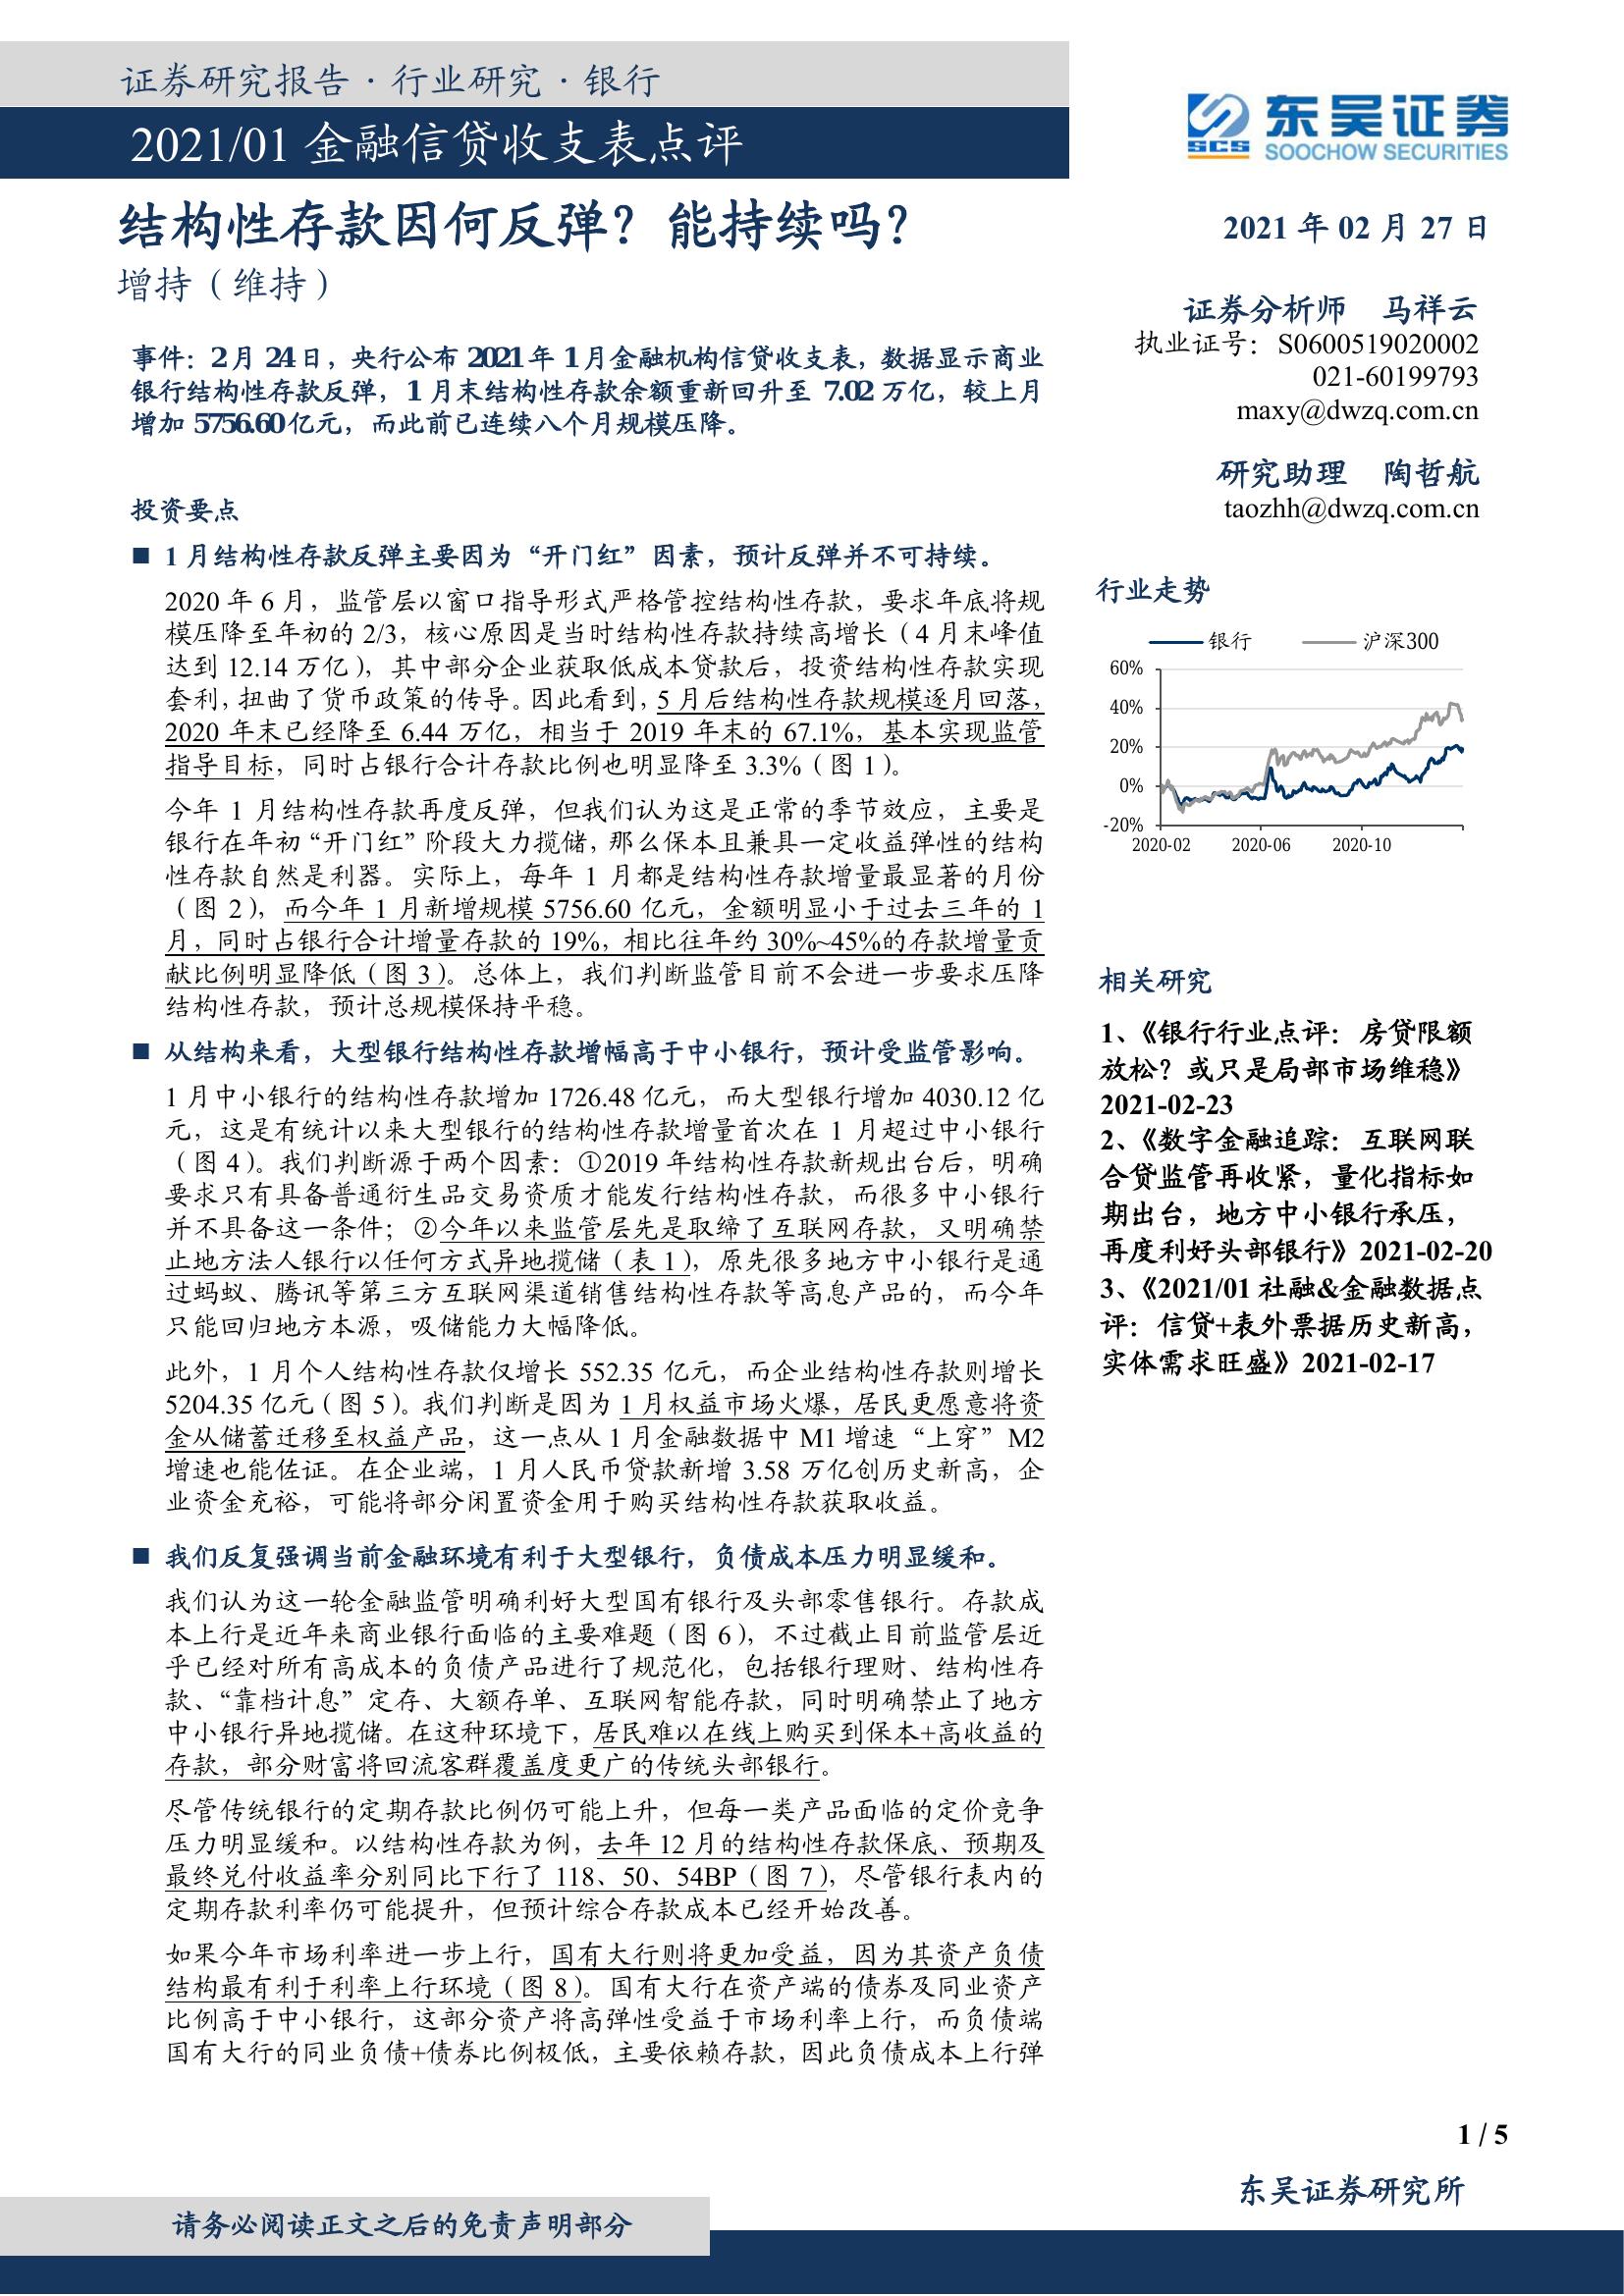 证券研究报告·行业研究·银行
2021/01 金融信贷收支表点评
东吴证券
SCS
SOOCHOW SECURITIES
结构性存款因何反弹？能持续吗？
增持（维持）
2021 年 02 月 27 日
证券分析师 马祥云
执业证号：S0600519020002
021-60199793
maxy@dwzq.com.cn
研究助理 陶哲航
taozhh@dwzq.com.cn
事件：2 月 24 日，央行公布 2021 年 1 月金融机构信贷收支表，数据显示商业
银行结构性存款反弹，1 月末结构性存款余额重新回升至 7.02 万亿，较上月
增加 5756.60 亿元，而此前已连续八个月规模压降。
投资要点
■ 1 月结构性存款反弹主要因为“开门红”因素，预计反弹并不可持续。
2020 年 6 月，监管层以窗口指导形式严格管控结构性存款，要求年底将规
模压降至年初的 2/3，核心原因是当时结构性存款持续高增长（4 月末峰值
达到 12.14 万亿），其中部分企业获取低成本贷款后，投资结构性存款实现
套利，扭曲了货币政策的传导。因此看到，5 月后结构性存款规模逐月回落，
2020 年末已经降至 6.44 万亿，相当于 2019 年末的 67.1%，基本实现监管
指导目标，同时占银行合计存款比例也明显降至 3.3%（图 1）。
今年 1 月结构性存款再度反弹，但我们认为这是正常的季节效应，主要是
银行在年初“开门红”阶段大力揽储，那么保本且兼具一定收益弹性的结构
性存款自然是利器。实际上，每年 1 月都是结构性存款增量最显著的月份
（图 2），而今年 1 月新增规模 5756.60 亿元，金额明显小于过去三年的 1
月，同时占银行合计增量存款的 19%，相比往年约 30%~45%的存款增量贡
献比例明显降低（图 3）。总体上，我们判断监管目前不会进一步要求压降
结构性存款，预计总规模保持平稳。
■ 从结构来看，大型银行结构性存款增幅高于中小银行，预计受监管影响。
1 月中小银行的结构性存款增加 1726.48 亿元，而大型银行增加 4030.12 亿
元，这是有统计以来大型银行的结构性存款增量首次在 1 月超过中小银行
（图 4）。我们判断源于两个因素：①2019 年结构性存款新规出台后，明确
要求只有具备普通衍生品交易资质才能发行结构性存款，而很多中小银行
并不具备这一条件；②今年以来监管层先是取缔了互联网存款，又明确禁
止地方法人银行以任何方式异地揽储（表 1），原先很多地方中小银行是通
过蚂蚁、腾讯等第三方互联网渠道销售结构性存款等高息产品的，而今年
只能回归地方本源，吸储能力大幅降低。
此外，1 月个人结构性存款仅增长 552.35 亿元，而企业结构性存款则增长
5204.35 亿元（图 5）。我们判断是因为 1 月权益市场火爆，居民更愿意将资
金从储蓄迁移至权益产品，这一点从 1 月金融数据中 M1 增速“上穿”M2
增速也能佐证。在企业端，1 月人民币贷款新增 3.58 万亿创历史新高，企
业资金充裕，可能将部分闲置资金用于购买结构性存款获取收益。
■ 我们反复强调当前金融环境有利于大型银行，负债成本压力明显缓和。
我们认为这一轮金融监管明确利好大型国有银行及头部零售银行。存款成
本上行是近年来商业银行面临的主要难题（图 6），不过截止目前监管层近
乎已经对所有高成本的负债产品进行了规范化，包括银行理财、结构性存
款、“靠档计息”定存、大额存单、互联网智能存款，同时明确禁止了地方
中小银行异地揽储。在这种环境下，居民难以在线上购买到保本+高收益的
存款，部分财富将回流客群覆盖度更广的传统头部银行。
尽管传统银行的定期存款比例仍可能上升，但每一类产品面临的定价竞争
压力明显缓和。以结构性存款为例，去年 12 月的结构性存款保底、预期及
最终兑付收益率分别同比下行了 118、50、54BP（图 7），尽管银行表内的
定期存款利率仍可能提升，但预计综合存款成本已经开始改善。
如果今年市场利率进一步上行，国有大行则将更加受益，因为其资产负债
结构最有利于利率上行环境（图 8）。国有大行在资产端的债券及同业资产
比例高于中小银行，这部分资产将高弹性受益于市场利率上行，而负债端
国有大行的同业负债+债券比例极低，主要依赖存款，因此负债成本上行弹
行业走势
银行 沪深300
60%
40%
20%
0%
-20%
2020-02 2020-06 2020-10
相关研究
1、《银行行业点评：房贷限额
放松？或只是局部市场维稳》
2021-02-23
2、《数字金融追踪：互联网联
合贷监管再收紧，量化指标如
期出台，地方中小银行承压，
再度利好头部银行》2021-02-20
3、《2021/01 社融&金融数据点
评：信贷+表外票据历史新高，
实体需求旺盛》2021-02-17
1 / 5
东吴证券研究所
请务必阅读正文之后的免责声明部分